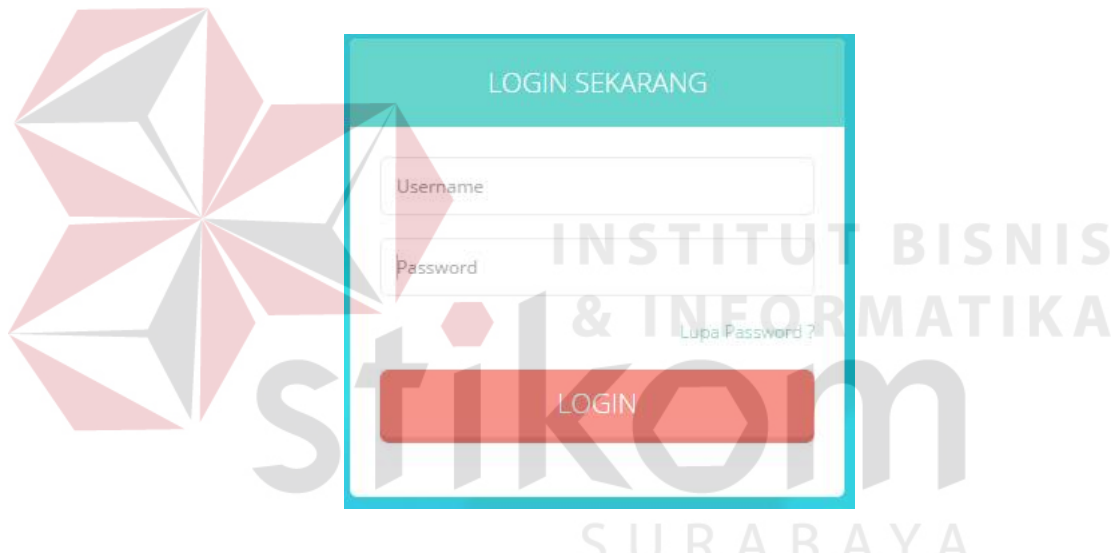 LOGIN SEKARANG
Username
Password
Lupa Password ?
LOGIN
INSTITUT BISNIS
& INFORMATIKA
stikom
SURABAYA